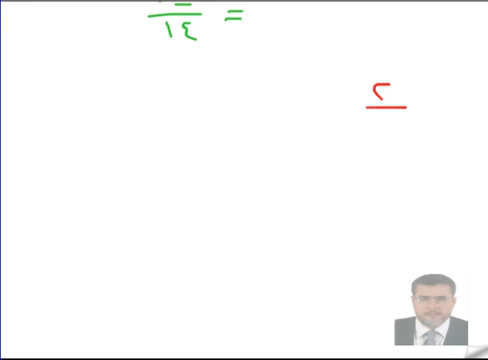 = ١٤
٢